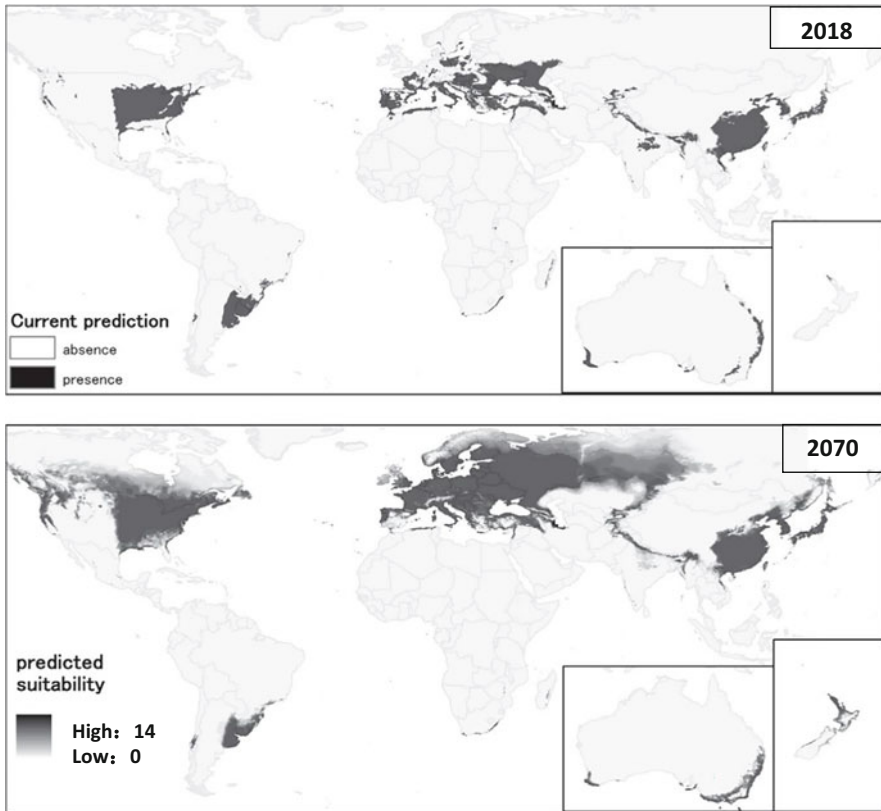 2018
Current prediction
absence
presence
2070
predicted
suitability
High：14
Low：0